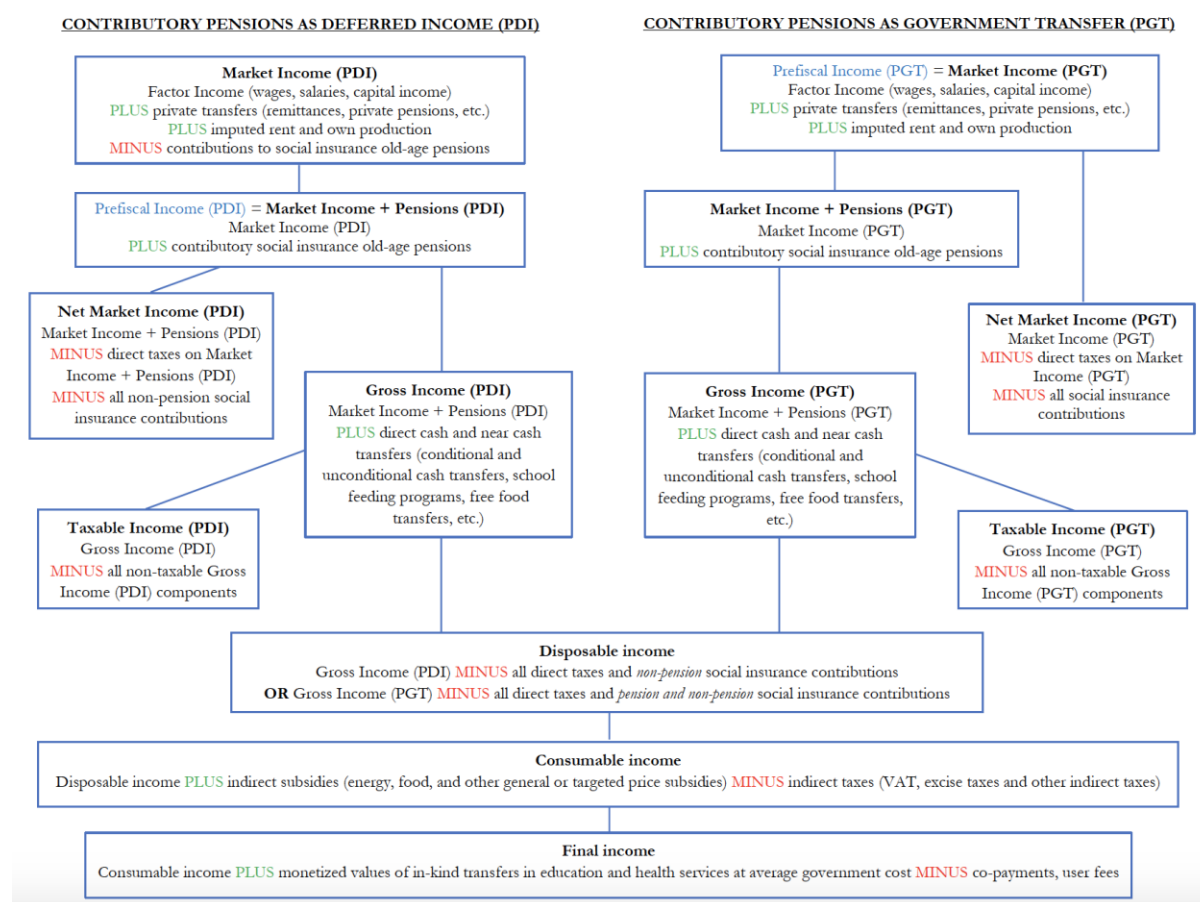 CONTRIBUTORY PENSIONS AS DEFERRED INCOME (PDI)
CONTRIBUTORY PENSIONS AS GOVERNMENT TRANSFER (PGT)
Market Income (PDI)
Factor Income (wages, salaries, capital income)
PLUS private transfers (remittances, private pensions, etc.)
PLUS imputed rent and own production
MINUS contributions to social insurance old-age pensions
Prefiscal Income (PGT) = Market Income (PGT)
Factor Income (wages, salaries, capital income)
PLUS private transfers (remittances, private pensions, etc.)
PLUS imputed rent and own production
Prefiscal Income (PDI) = Market Income + Pensions (PDI)
Market Income (PDI)
PLUS contributory social insurance old-age pensions
Market Income + Pensions (PGT)
Market Income (PGT)
PLUS contributory social insurance old-age pensions
Net Market Income (PDI)
Market Income + Pensions (PDI)
MINUS direct taxes on Market
Income + Pensions (PDI)
MINUS all non-pension social
insurance contributions
Gross Income (PDI)
Market Income + Pensions (PDI)
PLUS direct cash and near cash
transfers (conditional and
unconditional cash transfers, school
feeding programs, free food
transfers, etc.)
Gross Income (PGT)
Market Income + Pensions (PGT)
PLUS direct cash and near cash
transfers (conditional and
unconditional cash transfers, school
feeding programs, free food transfers,
etc.)
Net Market Income (PGT)
Market Income (PGT)
MINUS direct taxes on Market
Income (PGT)
MINUS all social insurance
contributions
Taxable Income (PDI)
Gross Income (PDI)
MINUS all non-taxable Gross
Income (PDI) components
Taxable Income (PGT)
Gross Income (PGT)
MINUS all non-taxable Gross
Income (PGT) components
Disposable income
Gross Income (PDI) MINUS all direct taxes and non-pension social insurance contributions
OR Gross Income (PGT) MINUS all direct taxes and pension and non-pension social insurance contributions
Consumable income
Disposable income PLUS indirect subsidies (energy, food, and other general or targeted price subsidies) MINUS indirect taxes (VAT, excise taxes and other indirect taxes)
Final income
Consumable income PLUS monetized values of in-kind transfers in education and health services at average government cost MINUS co-payments, user fees